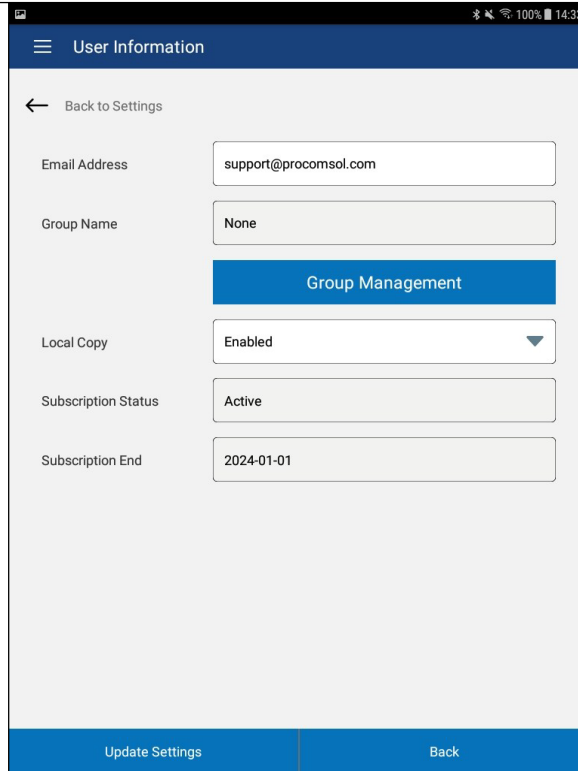 100% 14:33
User Information
Back to Settings
Email Address support@procomsol.com
Group Name None
Group Management
Local Copy Enabled
Subscription Status Active
Subscription End 2024-01-01
Update Settings Back